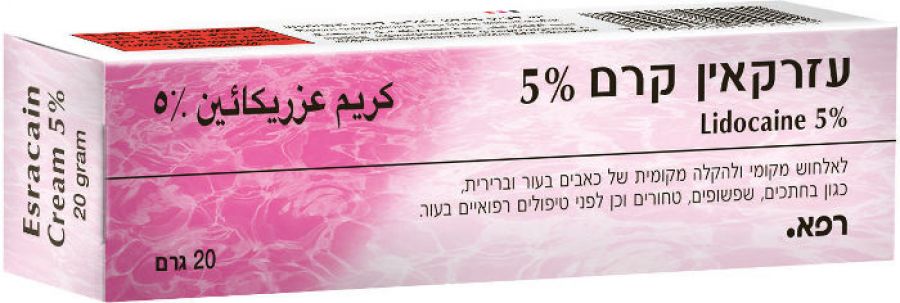 עזרקאין קרם 5%
Lidocaine 5%
كريم عزريكائين ٥٪
לאלחוש מקומי ולהקלה מקומית של כאבים בעור וברירית,
כגון בחתכים, שפשופים, טחורים וכן לפני טיפולים רפואיים בעור.
רפא.
20 גרם
Esracain
Cream 5%
20 gram